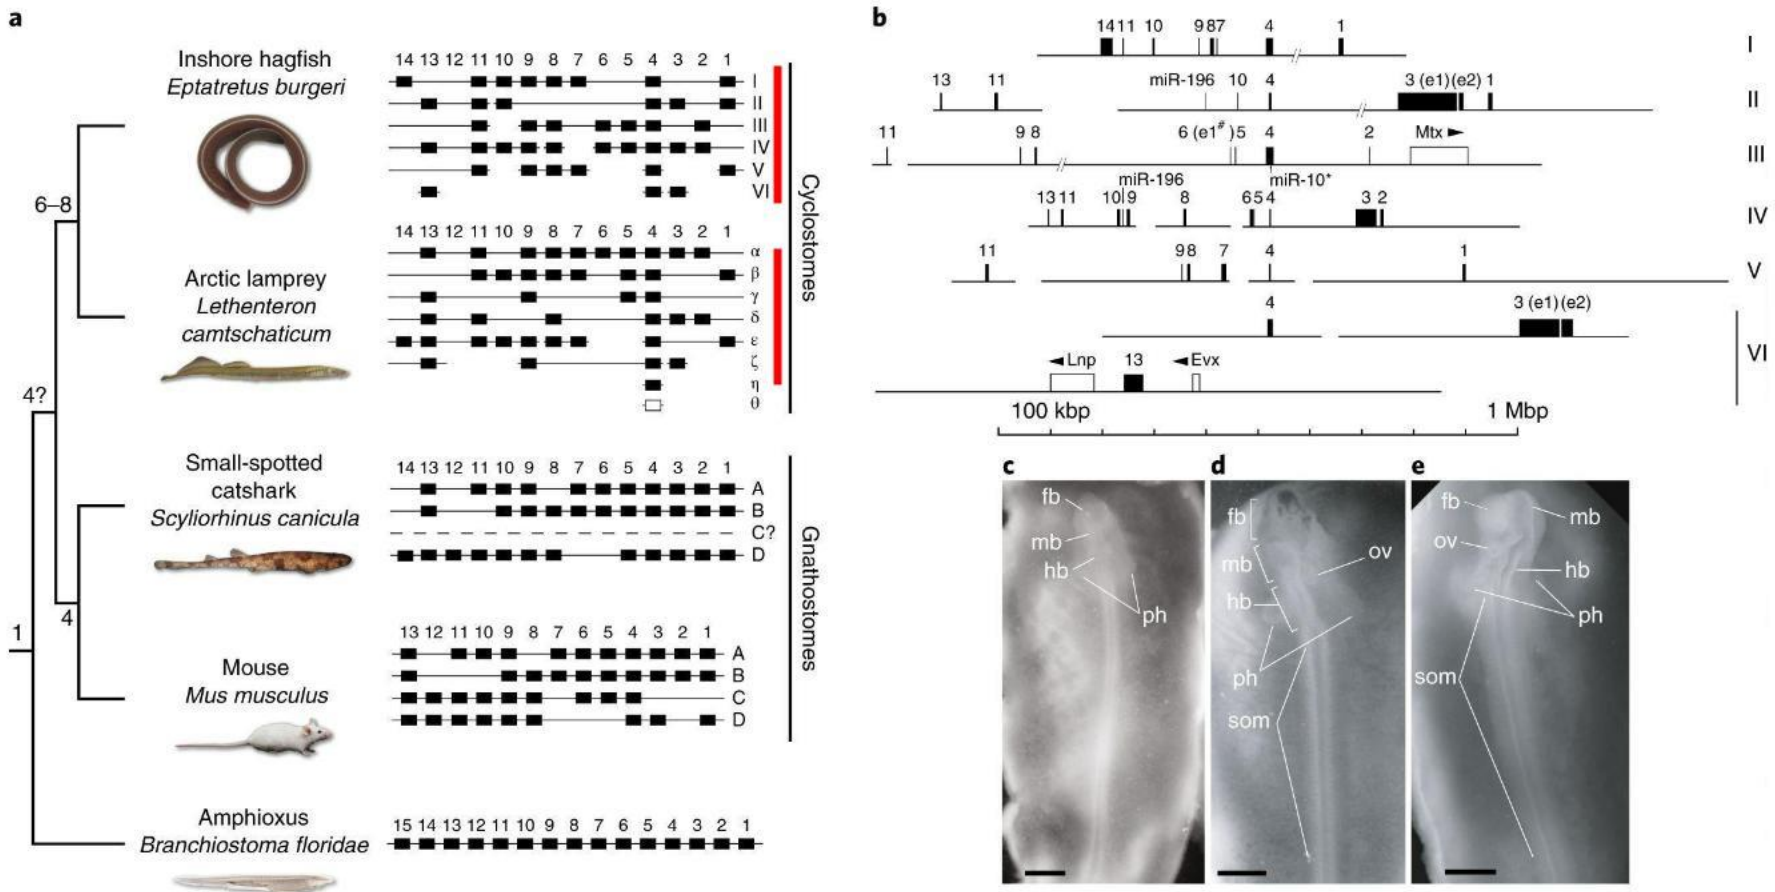 a
Inshore hagfish
Eptatretus burgeri
14 13 12 11 10 9 8 7 6 5 4 3 2 1
I
II
III
IV
V
VI
6–8
Arctic lamprey
Lethenteron
camtschaticum
14 13 12 11 10 9 8 7 6 5 4 3 2 1
α
β
γ
δ
ε
ζ
η
θ
Cyclostomes
4?
Small-spotted
catshark
Scyliorhinus canicula
14 13 12 11 10 9 8 7 6 5 4 3 2 1
A
B
C?
D
4
1
Mouse
Mus musculus
13 12 11 10 9 8 7 6 5 4 3 2 1
A
B
C
D
Gnathostomes
Amphioxus
Branchiostoma floridae
15 14 13 12 11 10 9 8 7 6 5 4 3 2 1
b
14 11 10 9 8 7 4 1 I
13 11 miR-196 10 4 3 (e1) (e2) 1 II
11 9 8 6 (e1#) 5 4 2 Mtx ► III
miR-196 miR-10*
13 11 10 9 8 6 5 4 3 2 IV
11 9 8 7 4 1 V
4 3 (e1) (e2)
VI
◄ Lnp 13 ◄ Evx
100 kbp 1 Mbp
c
fb
mb
hb
ph
d
fb
mb
ov
hb
ph
som
e
fb
mb
ov
hb
ph
som